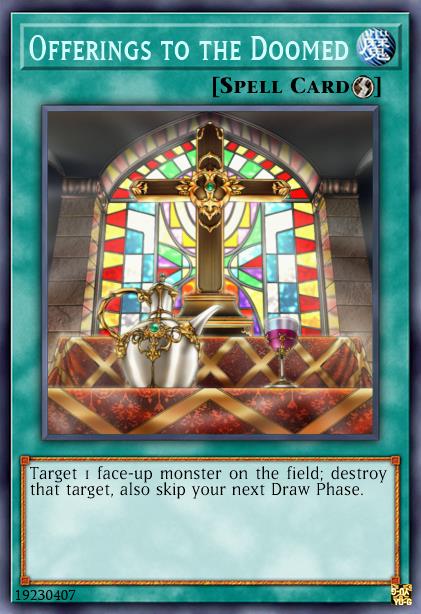 OFFERINGS TO THE DOOMED
魔
[SPELL CARD]
Target 1 face-up monster on the field; destroy
that target, also skip your next Draw Phase.
19230407